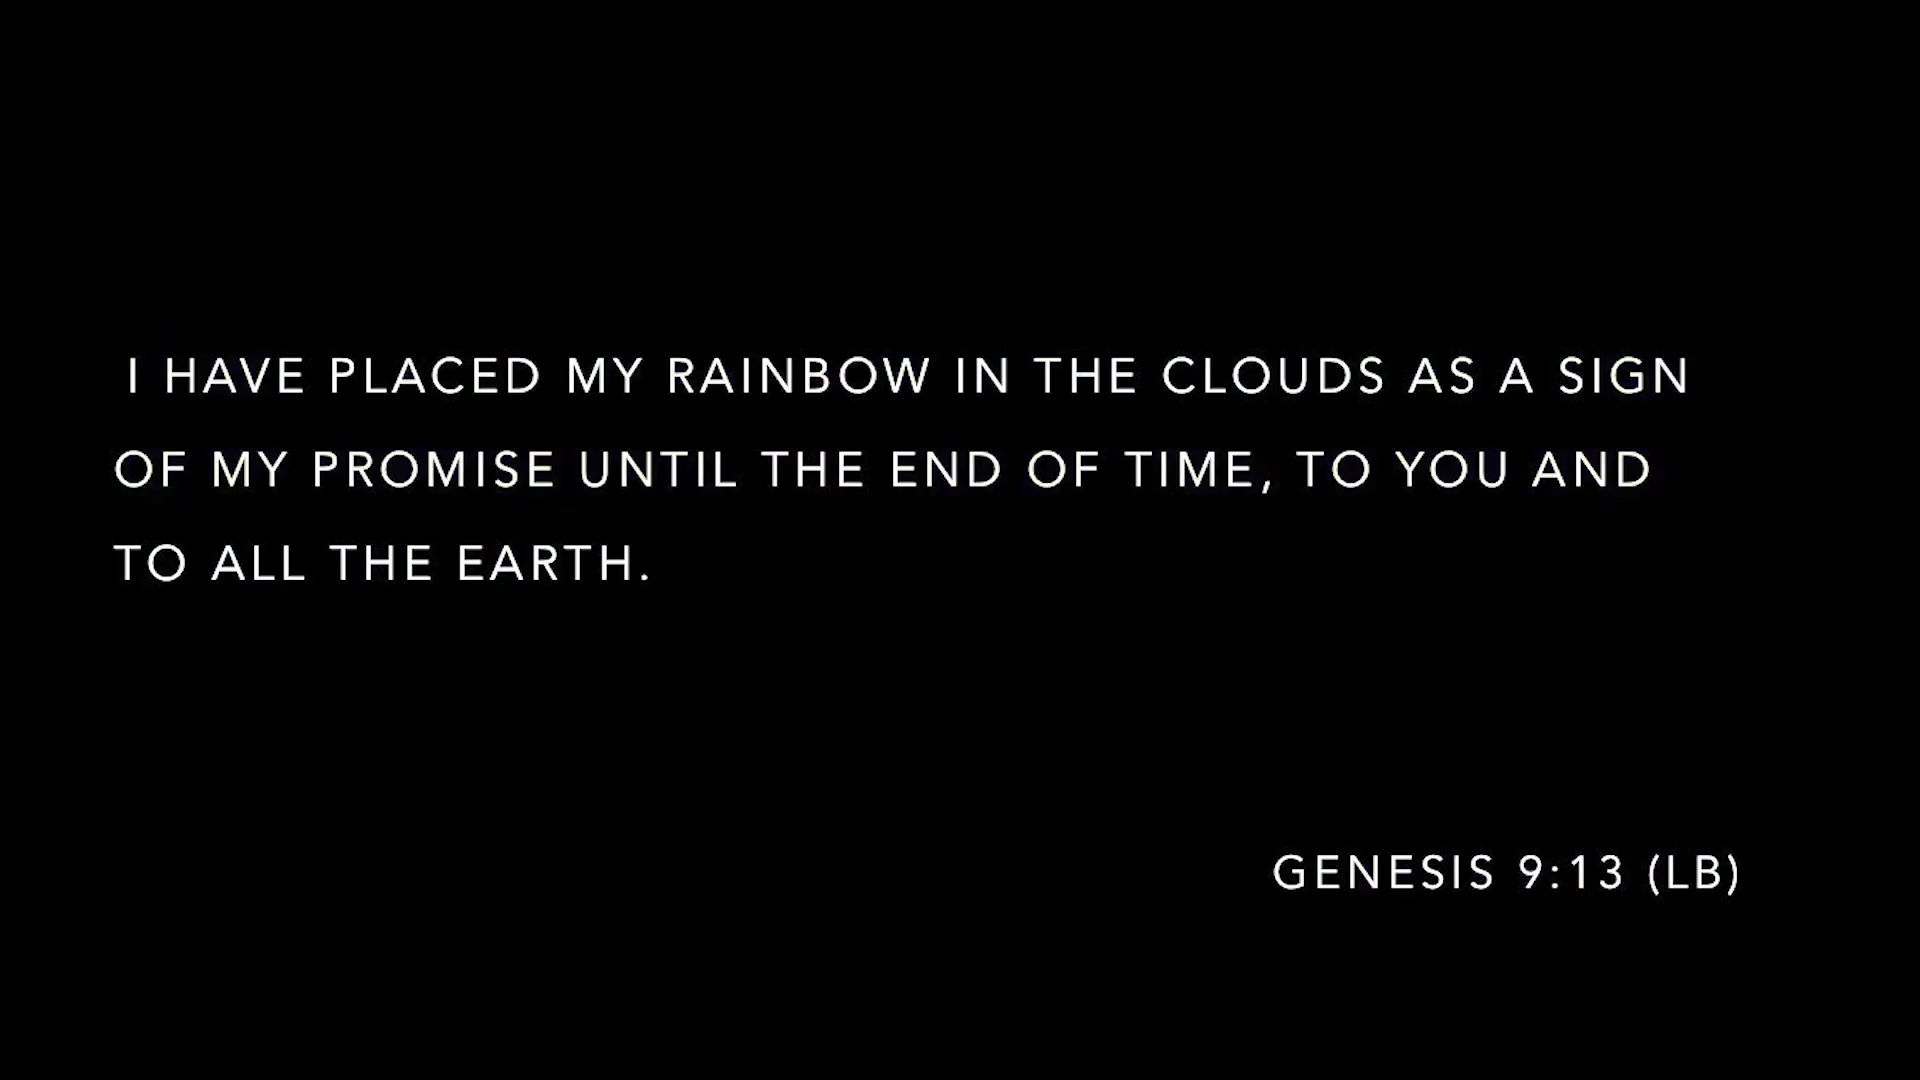 I HAVE PLACED MY RAINBOW IN THE CLOUDS AS A SIGN
OF MY PROMISE UNTIL THE END OF TIME, TO YOU AND
TO ALL THE EARTH.
GENESIS 9:13 (LB)